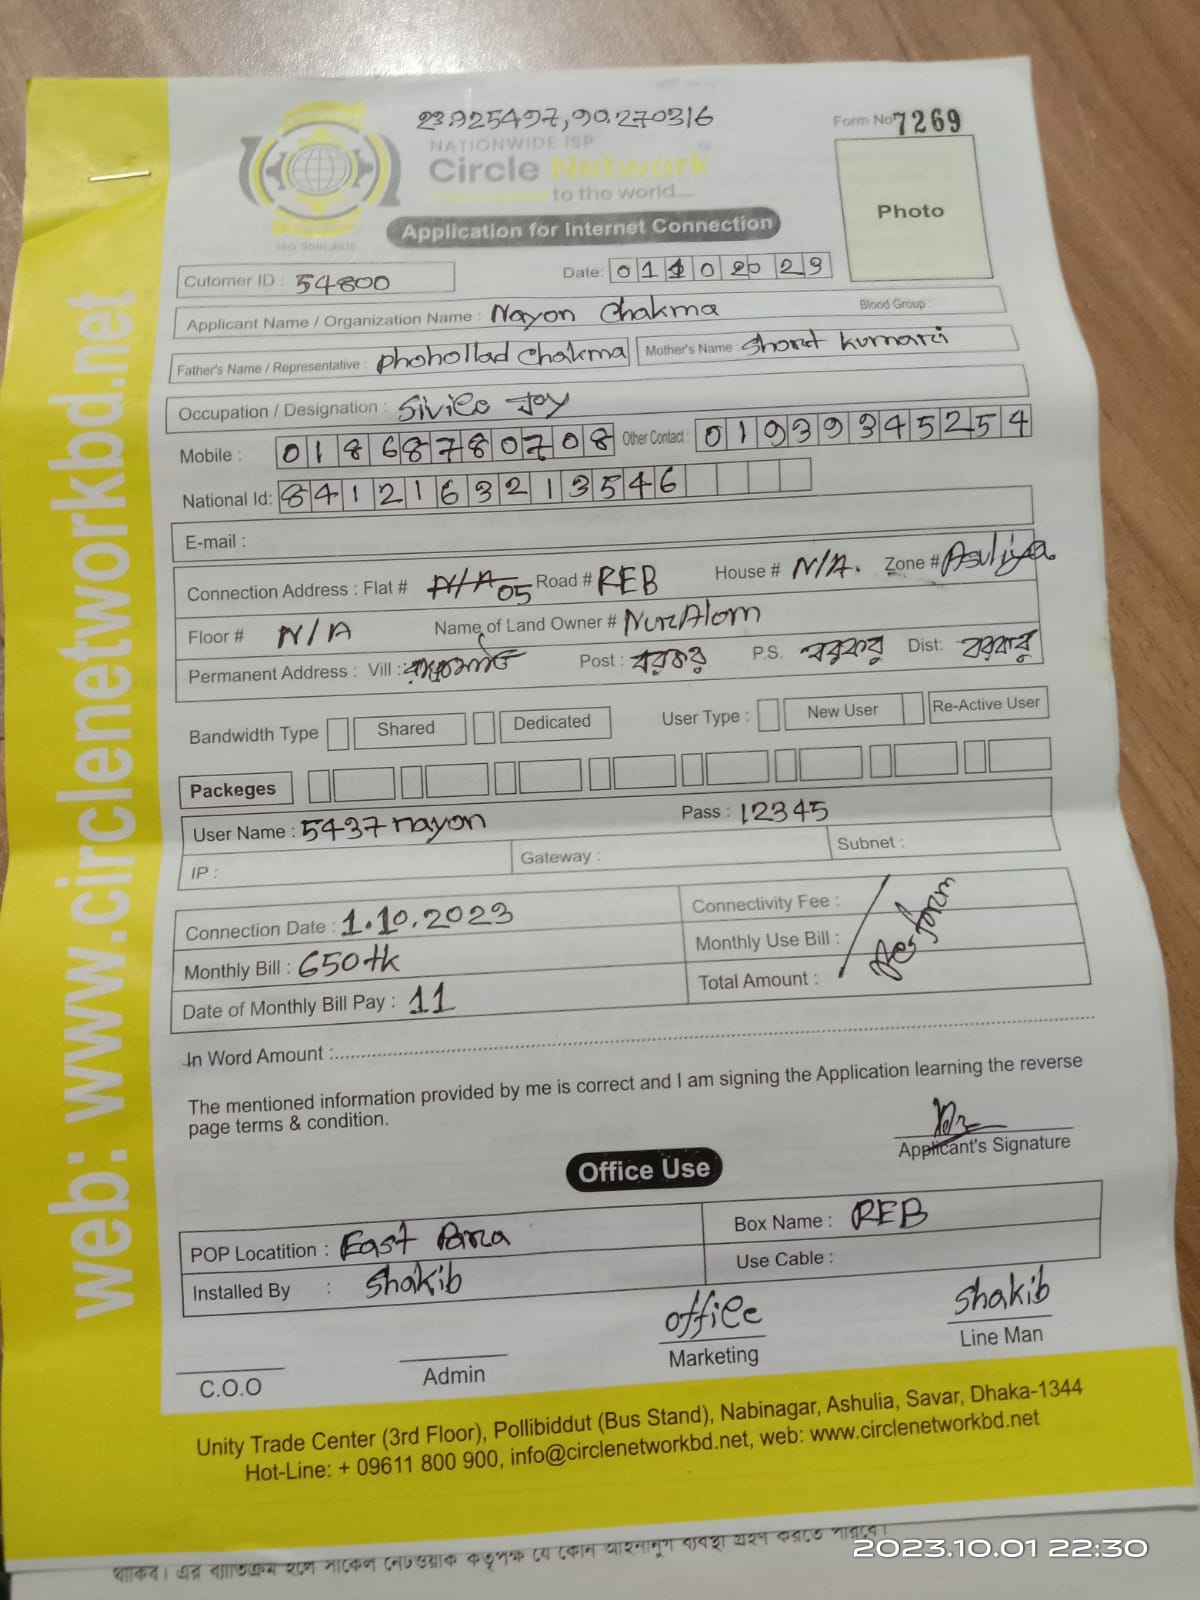 23.925497,90.270316
Form No 7269
NATIONWIDE ISP
Circle Network
to the world....
ISO 9001:2015
Photo
Application for Internet Connection
Cutomer ID : 54800
Date: 01 10 2023
Applicant Name / Organization Name : Nayon Chakma Blood Group :
Father's Name / Representative : Phohollad Chakma Mother's Name : Shorot kumari
Occupation / Designation : Sivileo Joy
Mobile : 01868780708 Other Contact : 01939345254
National Id: 8412163213546
E-mail :
Connection Address : Flat # 05 Road # REB House # N/A. Zone # Asuliya
Floor # N/A Name of Land Owner # Nur Alom
Permanent Address : Vill : Post : P.S. Dist:
Bandwidth Type Shared Dedicated User Type : New User Re-Active User
Packeges
User Name : 5437nayon Pass : 12345
IP : Gateway : Subnet :
Connection Date : 1.10.2023 Connectivity Fee :
Monthly Bill : 650tk Monthly Use Bill :
Date of Monthly Bill Pay : 11 Total Amount :
In Word Amount :
The mentioned information provided by me is correct and I am signing the Application learning the reverse
page terms & condition.
Applicant's Signature
Office Use
POP Locatition : East Para Box Name : REB
Installed By : Shakib Use Cable :
office Shakib
C.O.O Admin Marketing Line Man
Unity Trade Center (3rd Floor), Pollibiddut (Bus Stand), Nabinagar, Ashulia, Savar, Dhaka-1344
Hot-Line: + 09611 800 900, info@circlenetworkbd.net, web: www.circlenetworkbd.net
web: www.circlenetworkbd.net
2023.10.01 22:30